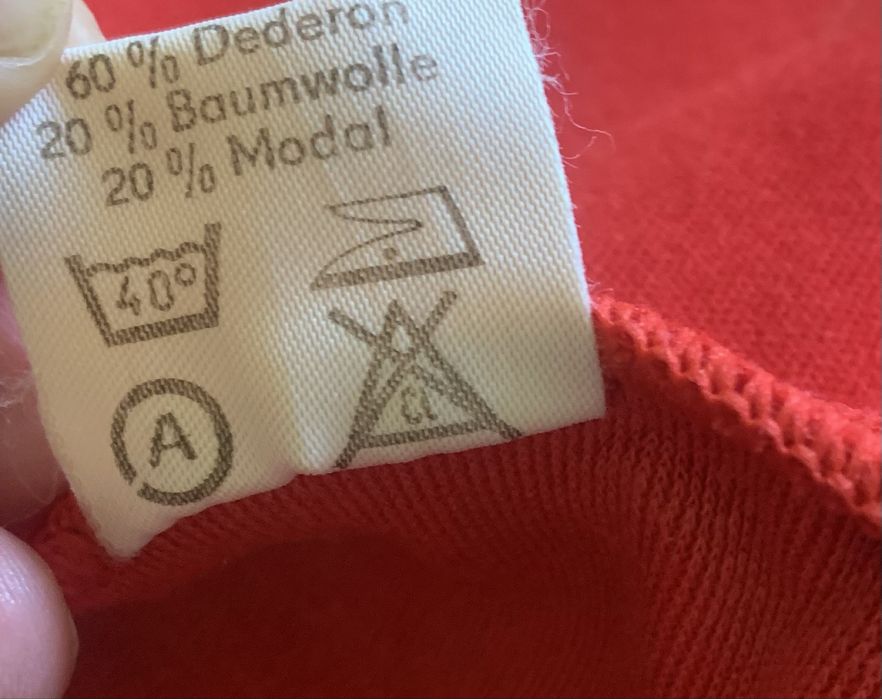 60 % Dederon
20 % Baumwolle
20 % Modal
40°
Cl
A